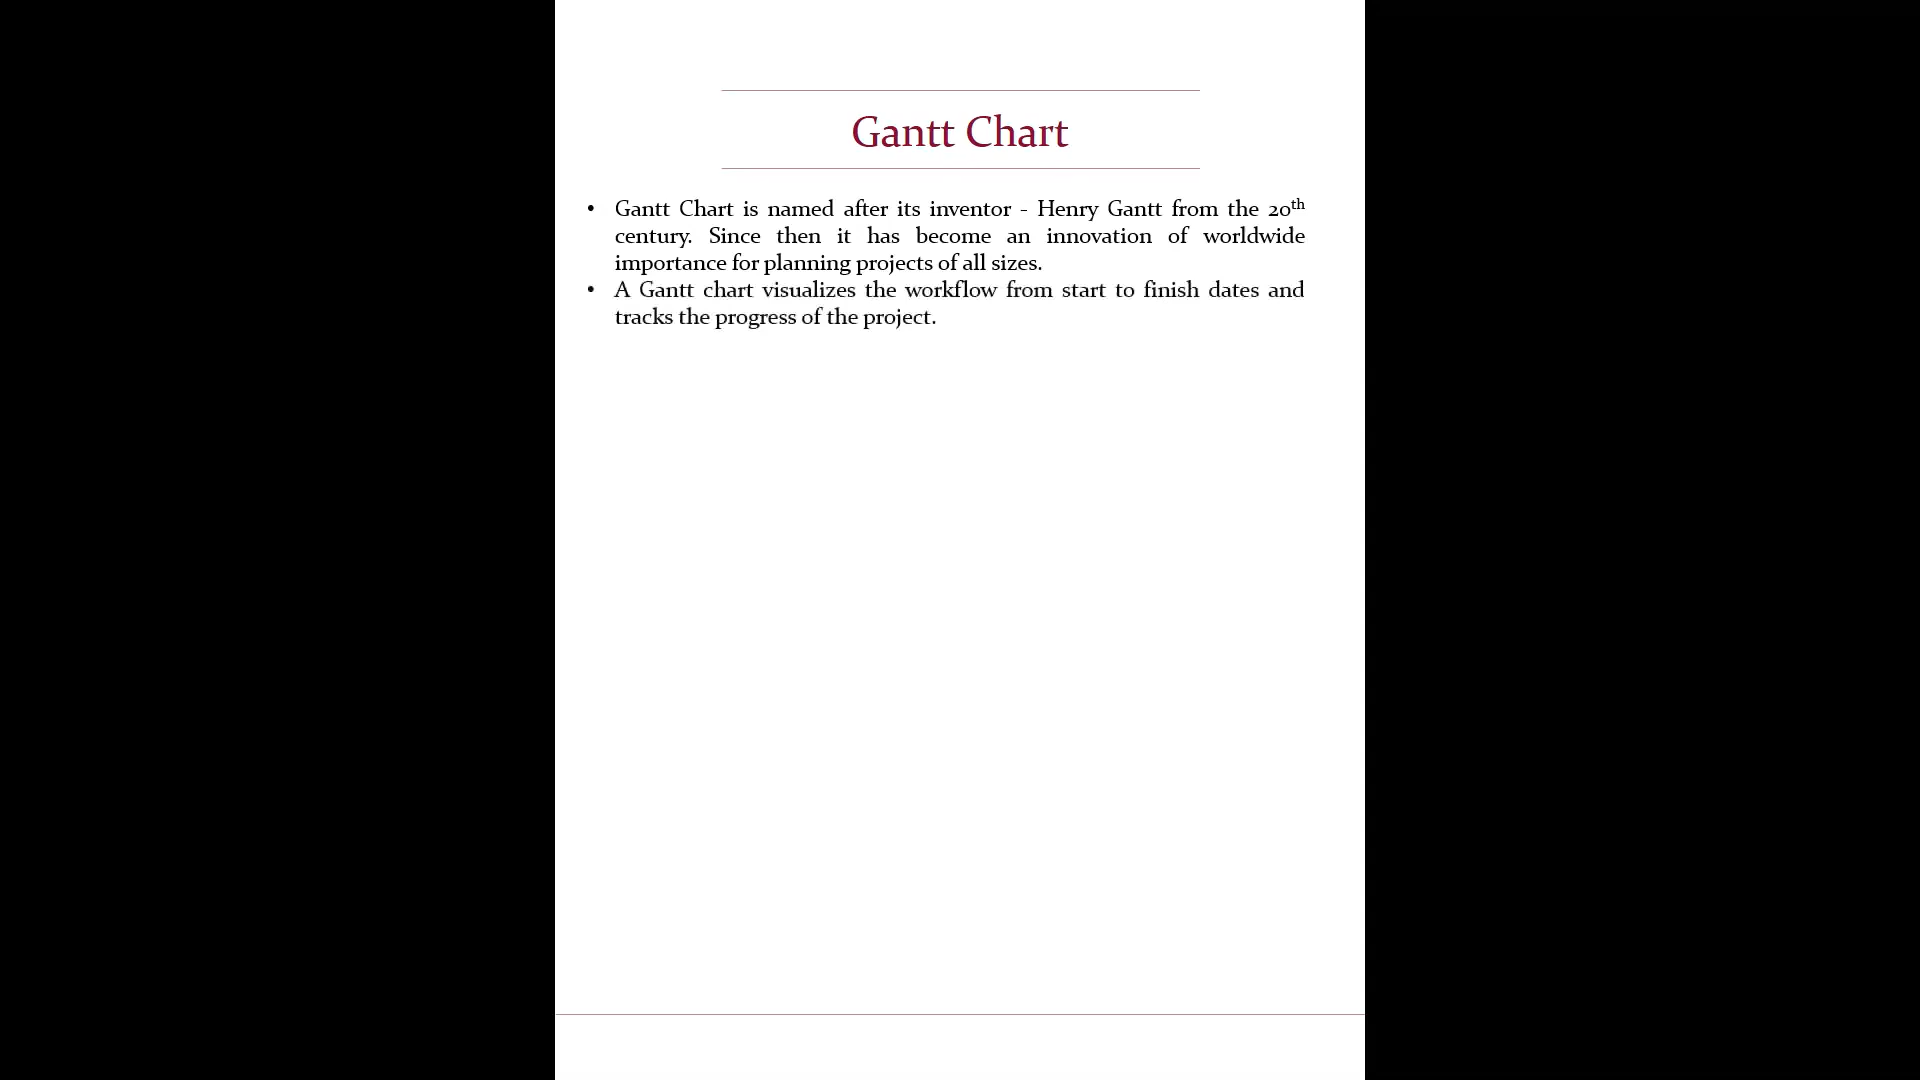 Gantt Chart
• Gantt Chart is named after its inventor - Henry Gantt from the 20th
century. Since then it has become an innovation of worldwide
importance for planning projects of all sizes.
• A Gantt chart visualizes the workflow from start to finish dates and
tracks the progress of the project.